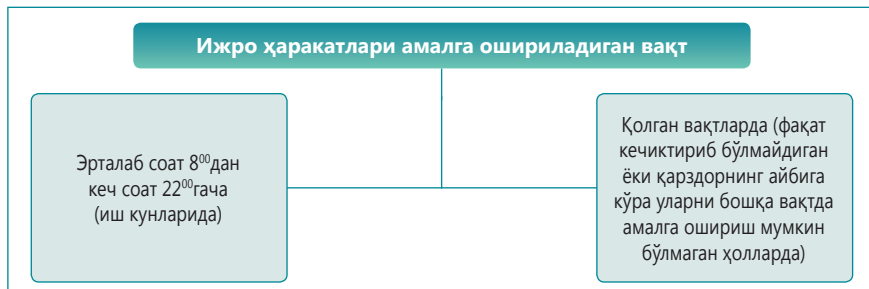 Ижро ҳаракатлари амалга ошириладиган вақт
Эрталаб соат 8⁰⁰дан
кеч соат 22⁰⁰гача
(иш кунларида)
Қолган вақтларда (фақат
кечиктириб бўлмайдиган
ёки қарздорнинг айбига
кўра уларни бошқа вақтда
амалга ошириш мумкин
бўлмаган ҳолларда)